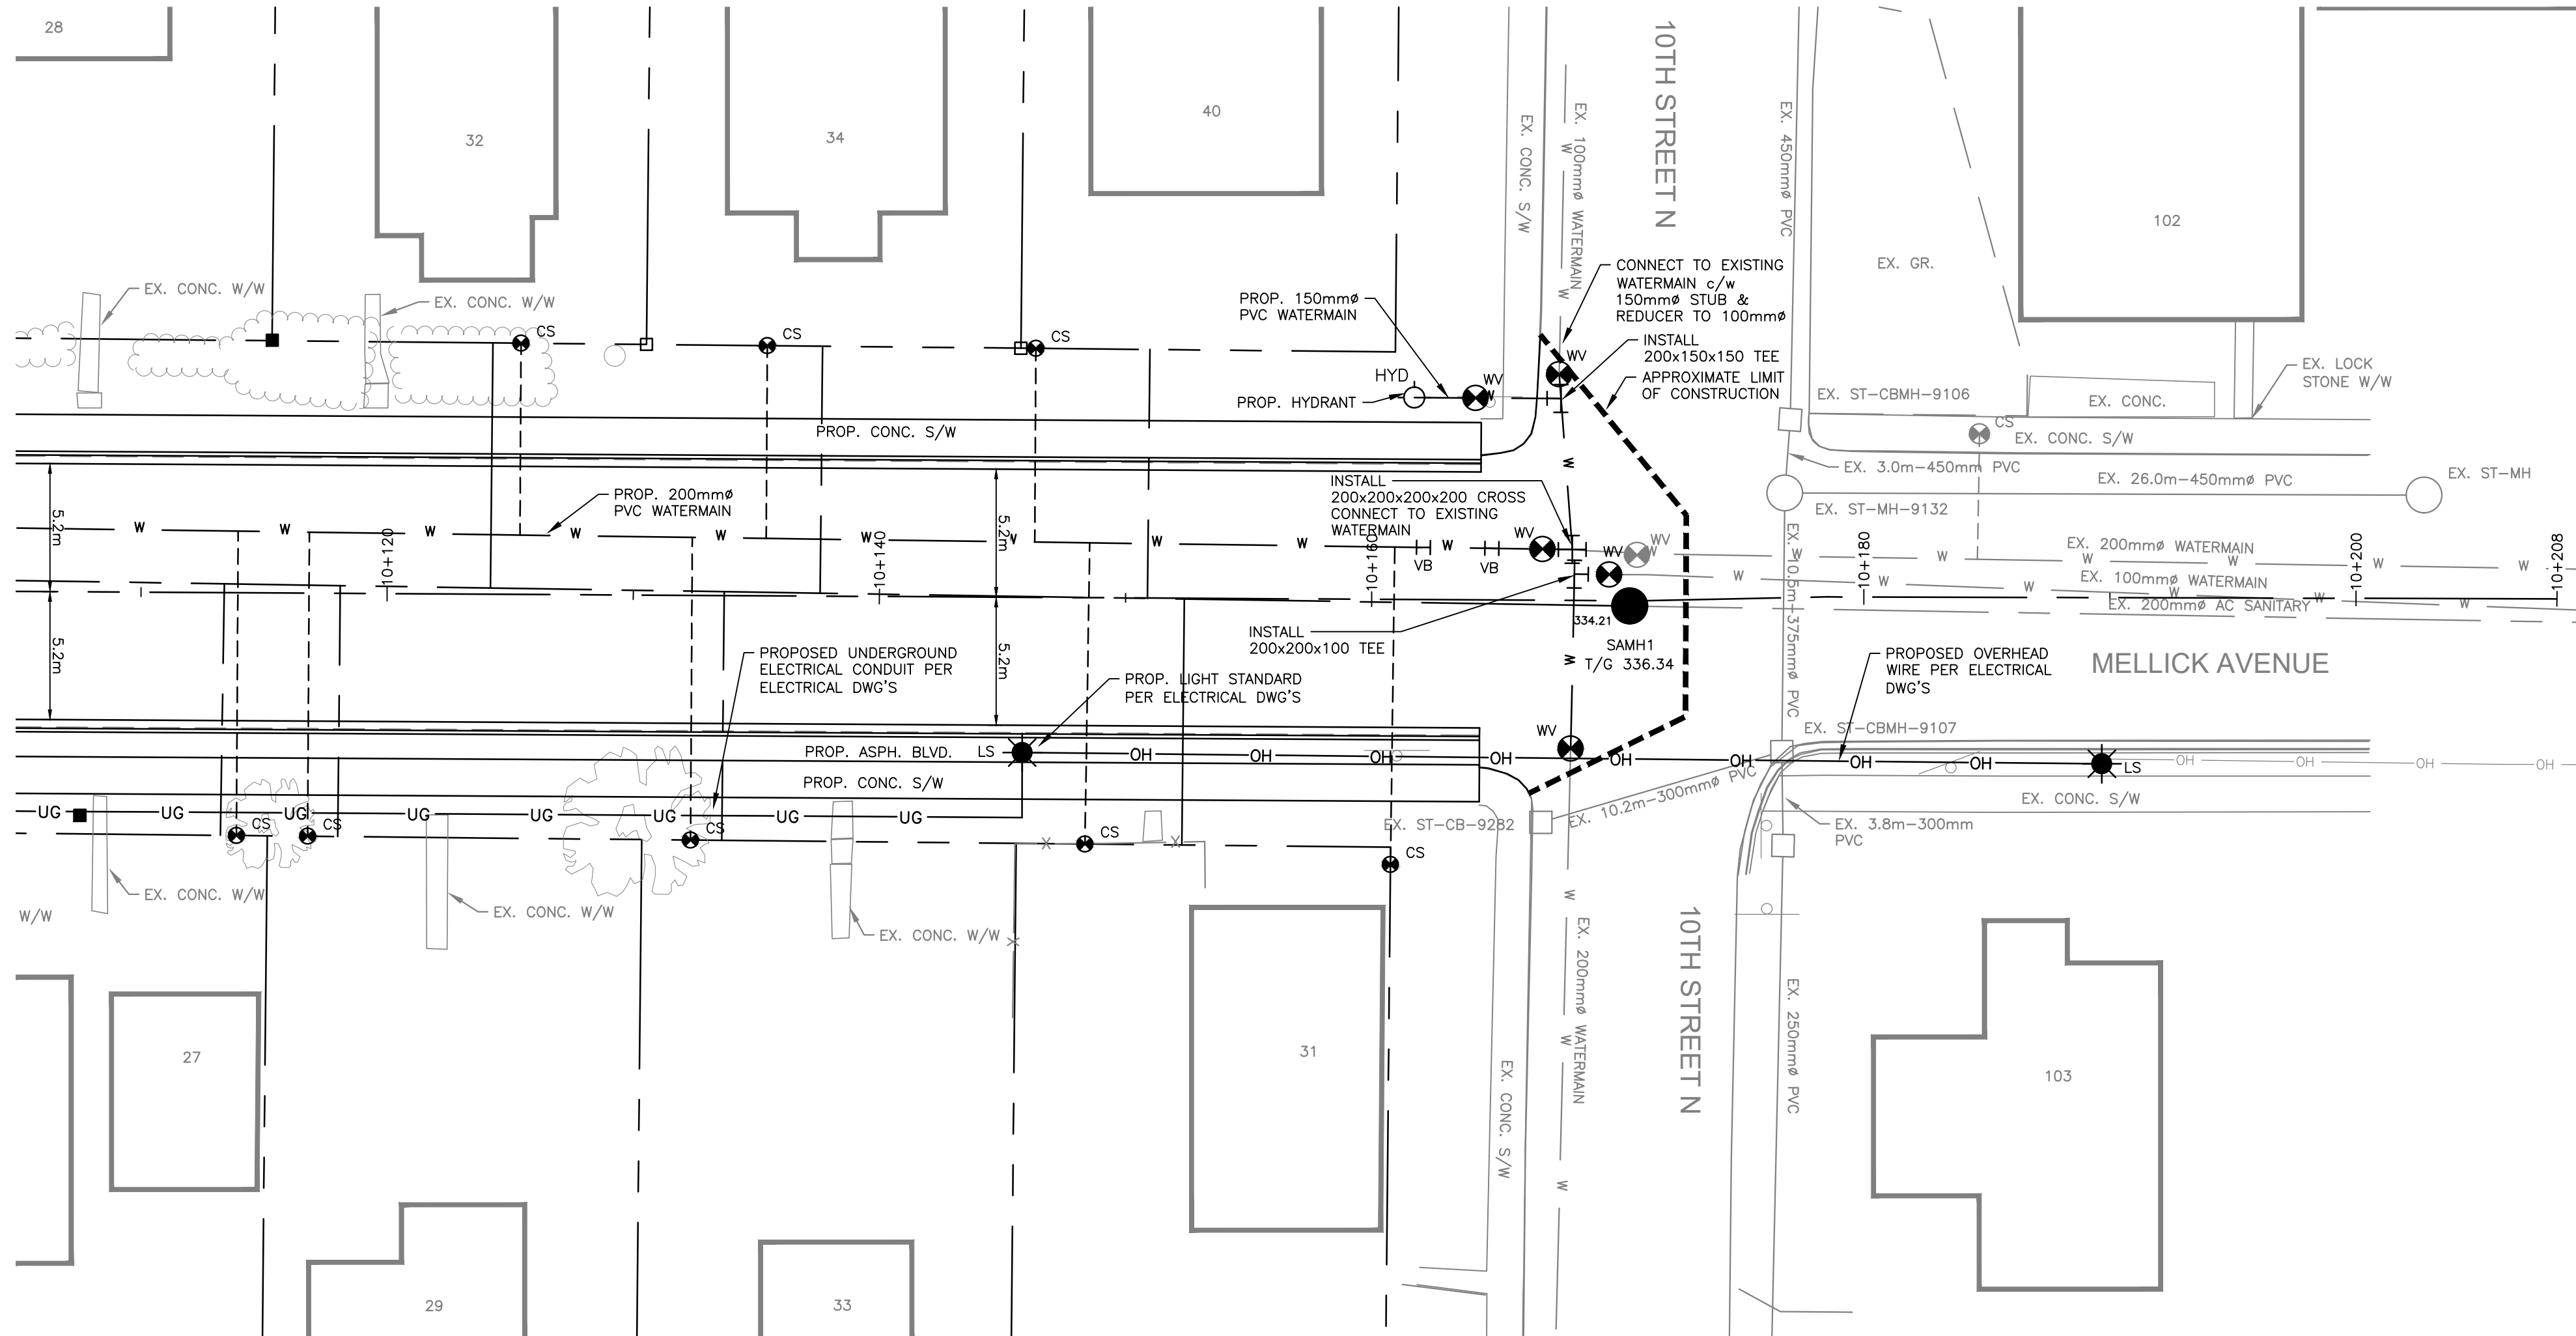 28
32
34
40
10TH STREET N
EX. CONC. S/W
EX. 100mmø WATERMAIN
W
W
EX. 450mmø PVC
102
EX. GR.
EX. CONC. W/W
EX. CONC. W/W
CS
CS
CS
PROP. 150mmø
PVC WATERMAIN
CONNECT TO EXISTING
WATERMAIN c/w
150mmø STUB &
REDUCER TO 100mmø
INSTALL
200x150x150 TEE
APPROXIMATE LIMIT
OF CONSTRUCTION
WV
HYD
WV
W
PROP. HYDRANT
EX. ST-CBMH-9106
EX. CONC.
EX. LOCK
STONE W/W
CS
EX. CONC. S/W
PROP. CONC. S/W
EX. 3.0m-450mm PVC
EX. 26.0m-450mmø PVC
EX. ST-MH
EX. ST-MH-9132
W
INSTALL
200x200x200x200 CROSS
CONNECT TO EXISTING
WATERMAIN
PROP. 200mmø
PVC WATERMAIN
5.2m
5.2m
W W W W W W W W W W
VB
VB
WV
WV
WV
W
10+120
10+140
10+160
10+180
10+200
10+208
EX. 200mmø WATERMAIN
W W W W W W
EX. 100mmø WATERMAIN
W W W W W W
EX. 200mmø AC SANITARY
EX. 10.5m-375mmø PVC
334.21
SAMH1
T/G 336.34
INSTALL
200x200x100 TEE
W
5.2m
5.2m
PROPOSED UNDERGROUND
ELECTRICAL CONDUIT PER
ELECTRICAL DWG'S
PROP. LIGHT STANDARD
PER ELECTRICAL DWG'S
PROPOSED OVERHEAD
WIRE PER ELECTRICAL
DWG'S
MELLICK AVENUE
EX. ST-CBMH-9107
WV
PROP. ASPH. BLVD.
LS
OH OH OH OH OH OH OH OH
LS
OH OH OH OH
PROP. CONC. S/W
EX. 10.2m-300mmø PVC
EX. CONC. S/W
UG UG UG UG UG UG UG UG
CS
CS
CS
CS
CS
X X
X
EX. ST-CB-9282
EX. 3.8m-300mm
PVC
EX. CONC. W/W
W/W
EX. CONC. W/W
EX. CONC. W/W
10TH STREET N
W
W
W
EX. 200mmø WATERMAIN
EX. CONC. S/W
EX. 250mmø PVC
27
31
103
29
33